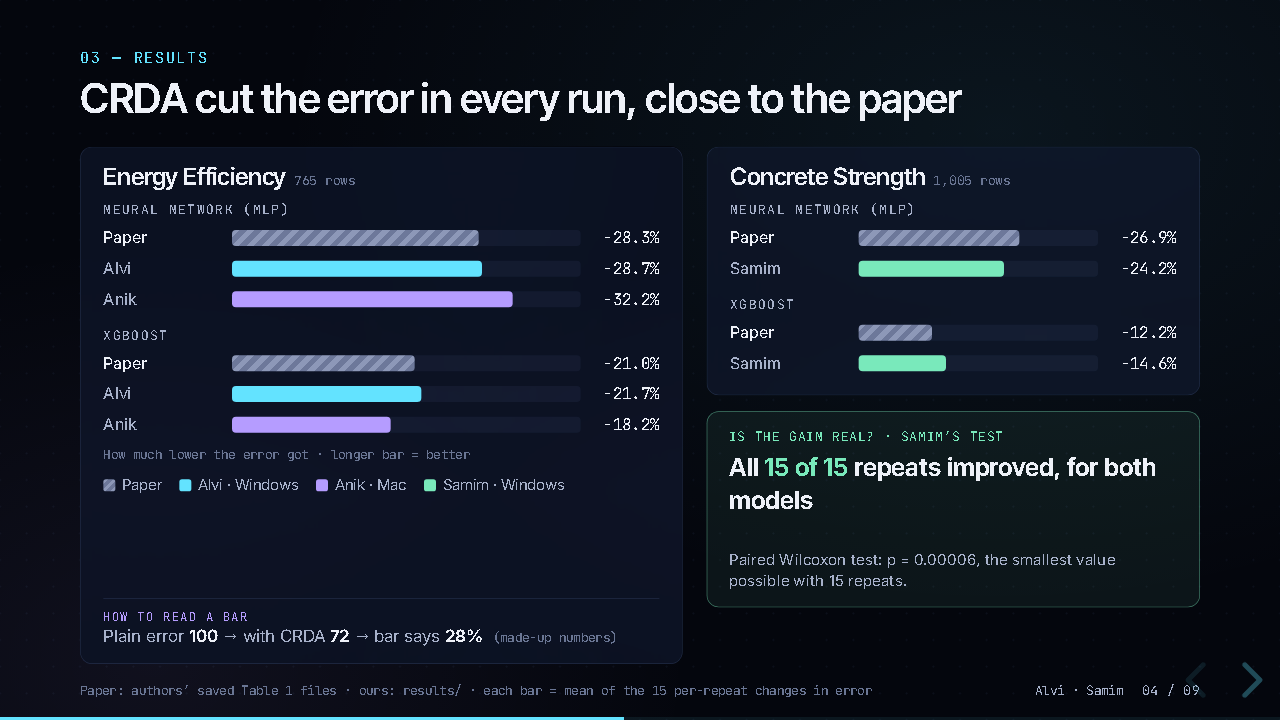 03 — RESULTS
CRDA cut the error in every run, close to the paper
Energy Efficiency 765 rows
NEURAL NETWORK (MLP)
Paper -28.3%
Alvi -28.7%
Anik -32.2%
XGBOOST
Paper -21.0%
Alvi -21.7%
Anik -18.2%
How much lower the error got · longer bar = better
Paper Alvi · Windows Anik · Mac Samim · Windows
HOW TO READ A BAR
Plain error 100 → with CRDA 72 → bar says 28% (made-up numbers)
Concrete Strength 1,005 rows
NEURAL NETWORK (MLP)
Paper -26.9%
Samim -24.2%
XGBOOST
Paper -12.2%
Samim -14.6%
IS THE GAIM REAL? · SAMIM’S TEST
All 15 of 15 repeats improved, for both
models
Paired Wilcoxon test: p = 0.00006, the smallest value
possible with 15 repeats.
Paper: authors’ saved Table 1 files · ours: results/ · each bar = mean of the 15 per-repeat changes in error
Alvi · Samim 04 / 09